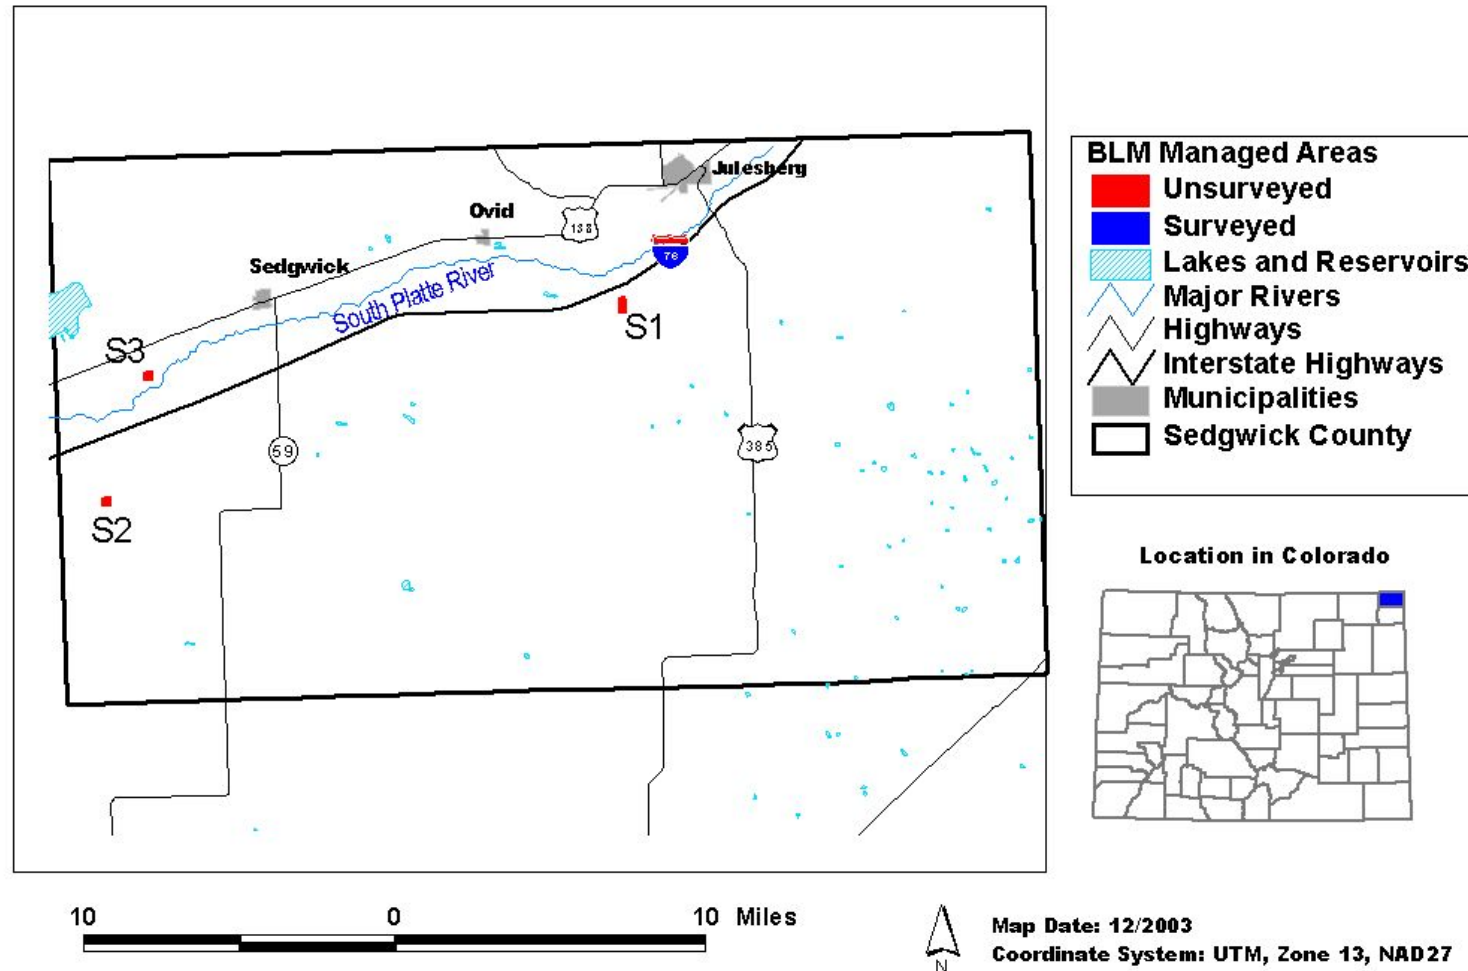 Julesberg
Ovid
138
76
Sedgwick
South Platte River
S1
S3
385
59
S2
BLM Managed Areas
Unsurveyed
Surveyed
Lakes and Reservoirs
Major Rivers
Highways
Interstate Highways
Municipalities
Sedgwick County
Location in Colorado
10 0 10 Miles
N
Map Date: 12/2003
Coordinate System: UTM, Zone 13, NAD27